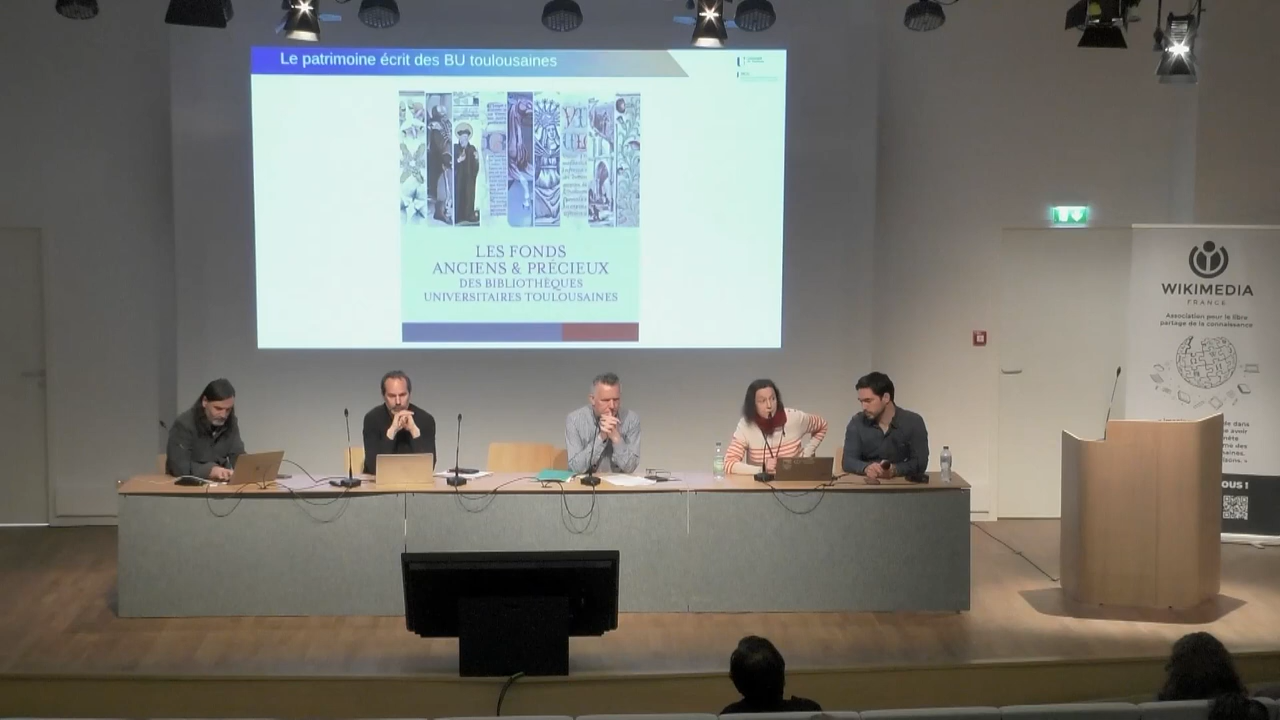 Le patrimoine écrit des BU toulousaines
LES FONDS
ANCIENS & PRÉCIEUX
DES BIBLIOTHÈQUES
UNIVERSITAIRES TOULOUSAINES
WIKIMEDIA
FRANCE
Association pour le libre
partage de la connaissance
OUS !